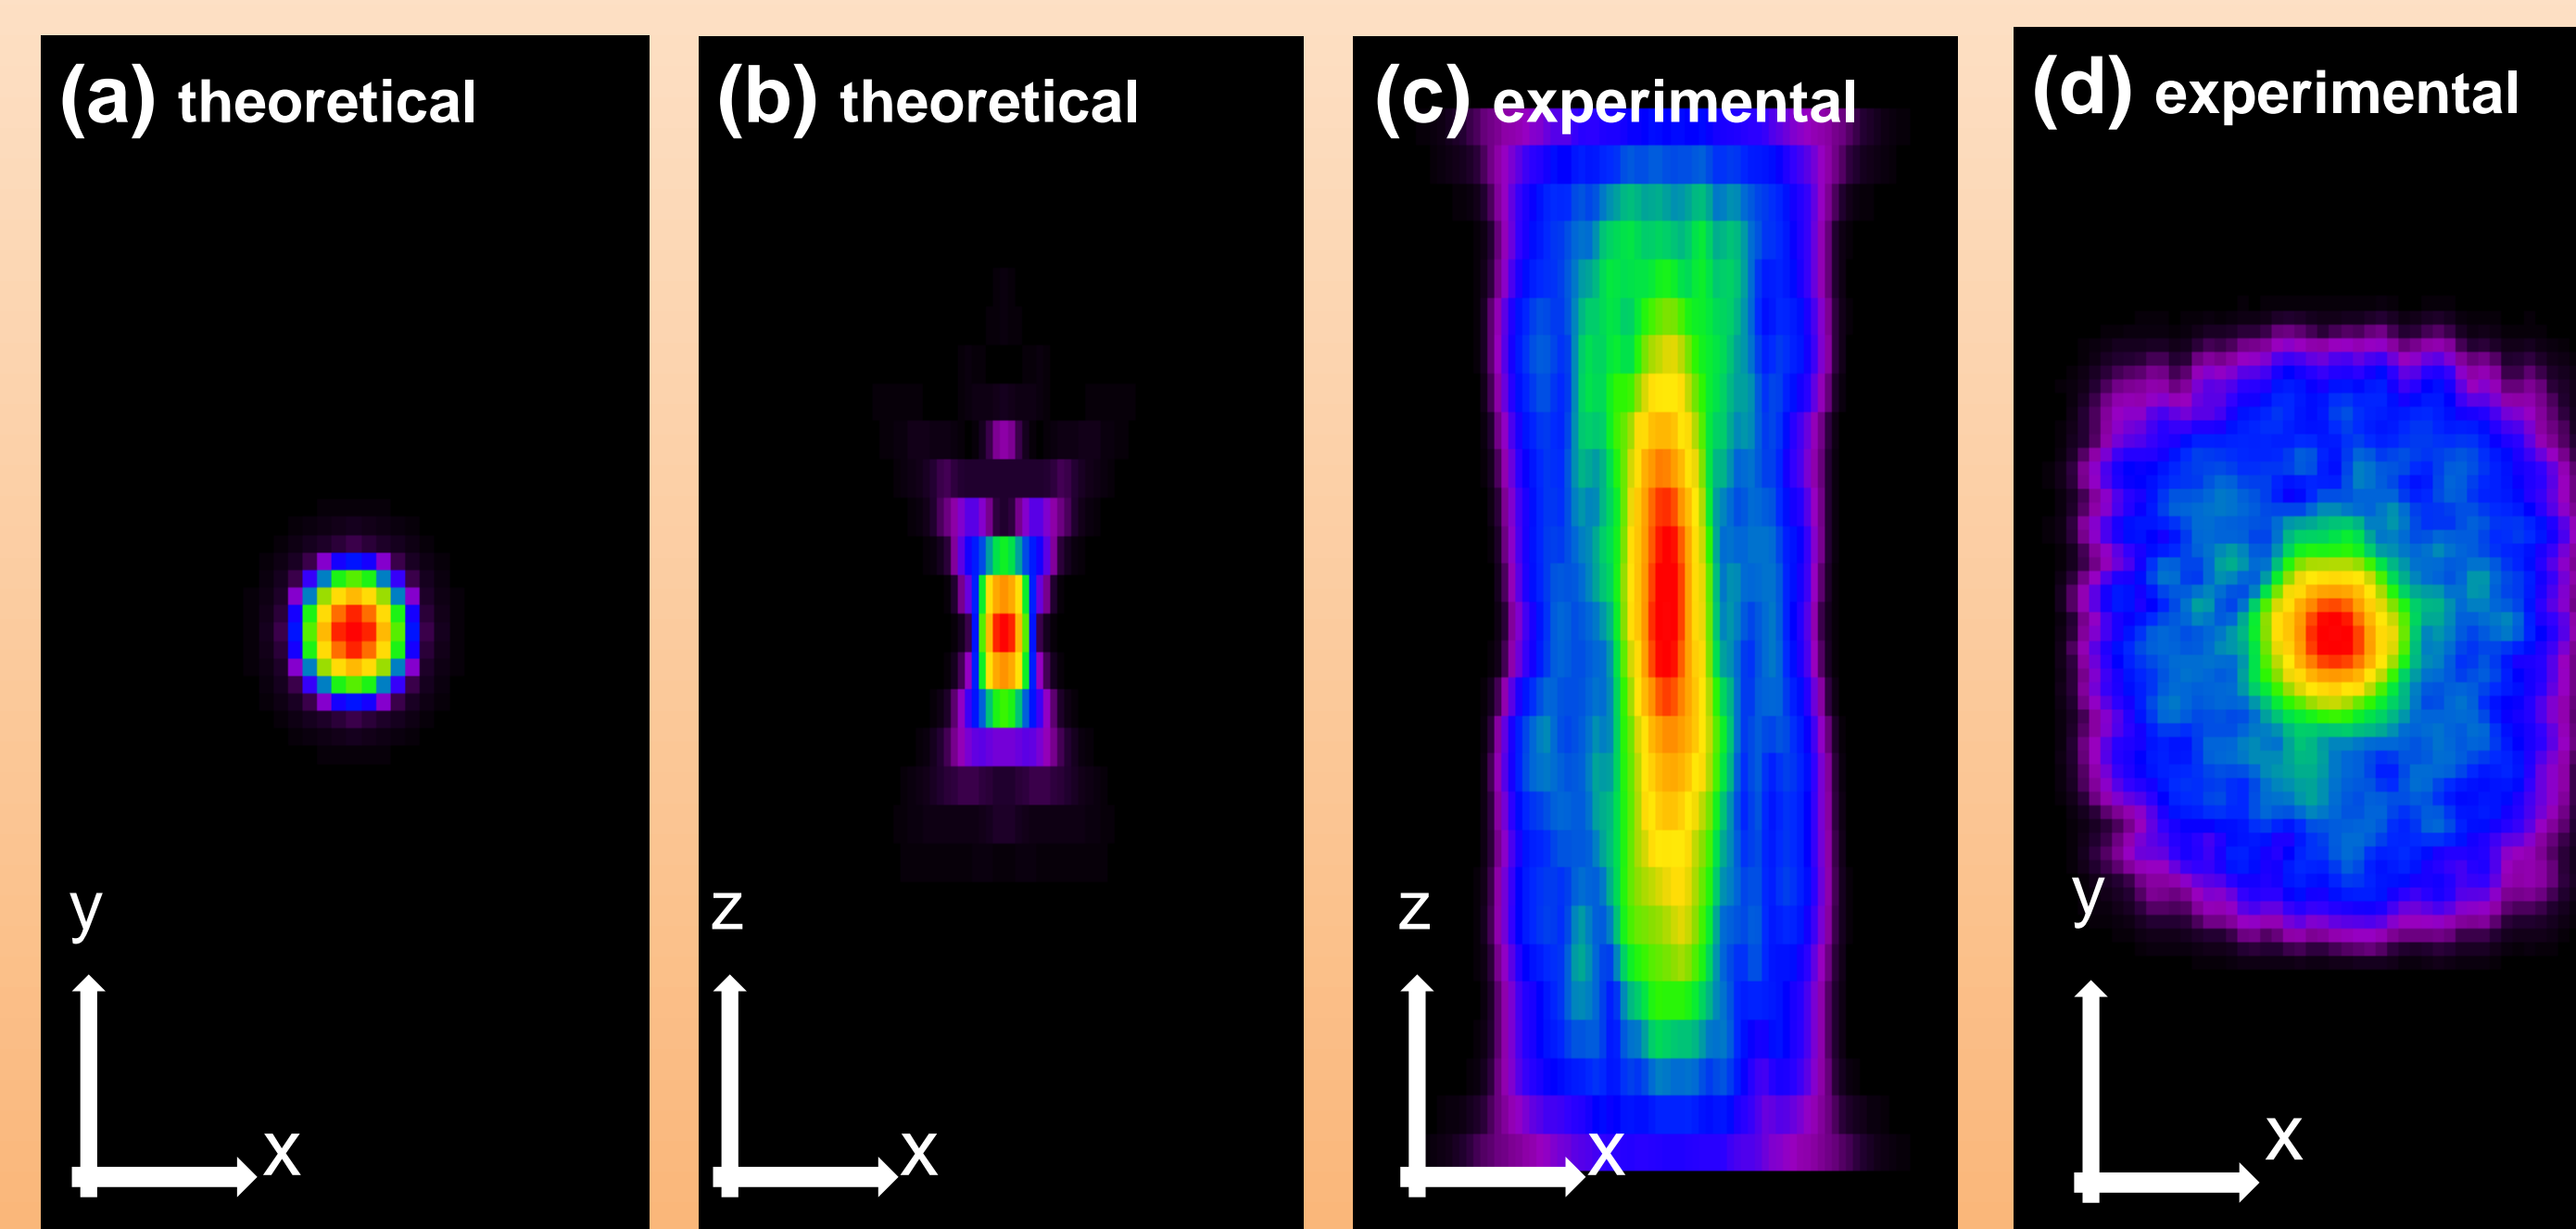 (a) theoretical
y
x
(b) theoretical
z
x
(c) experimental
z
x
(d) experimental
y
x